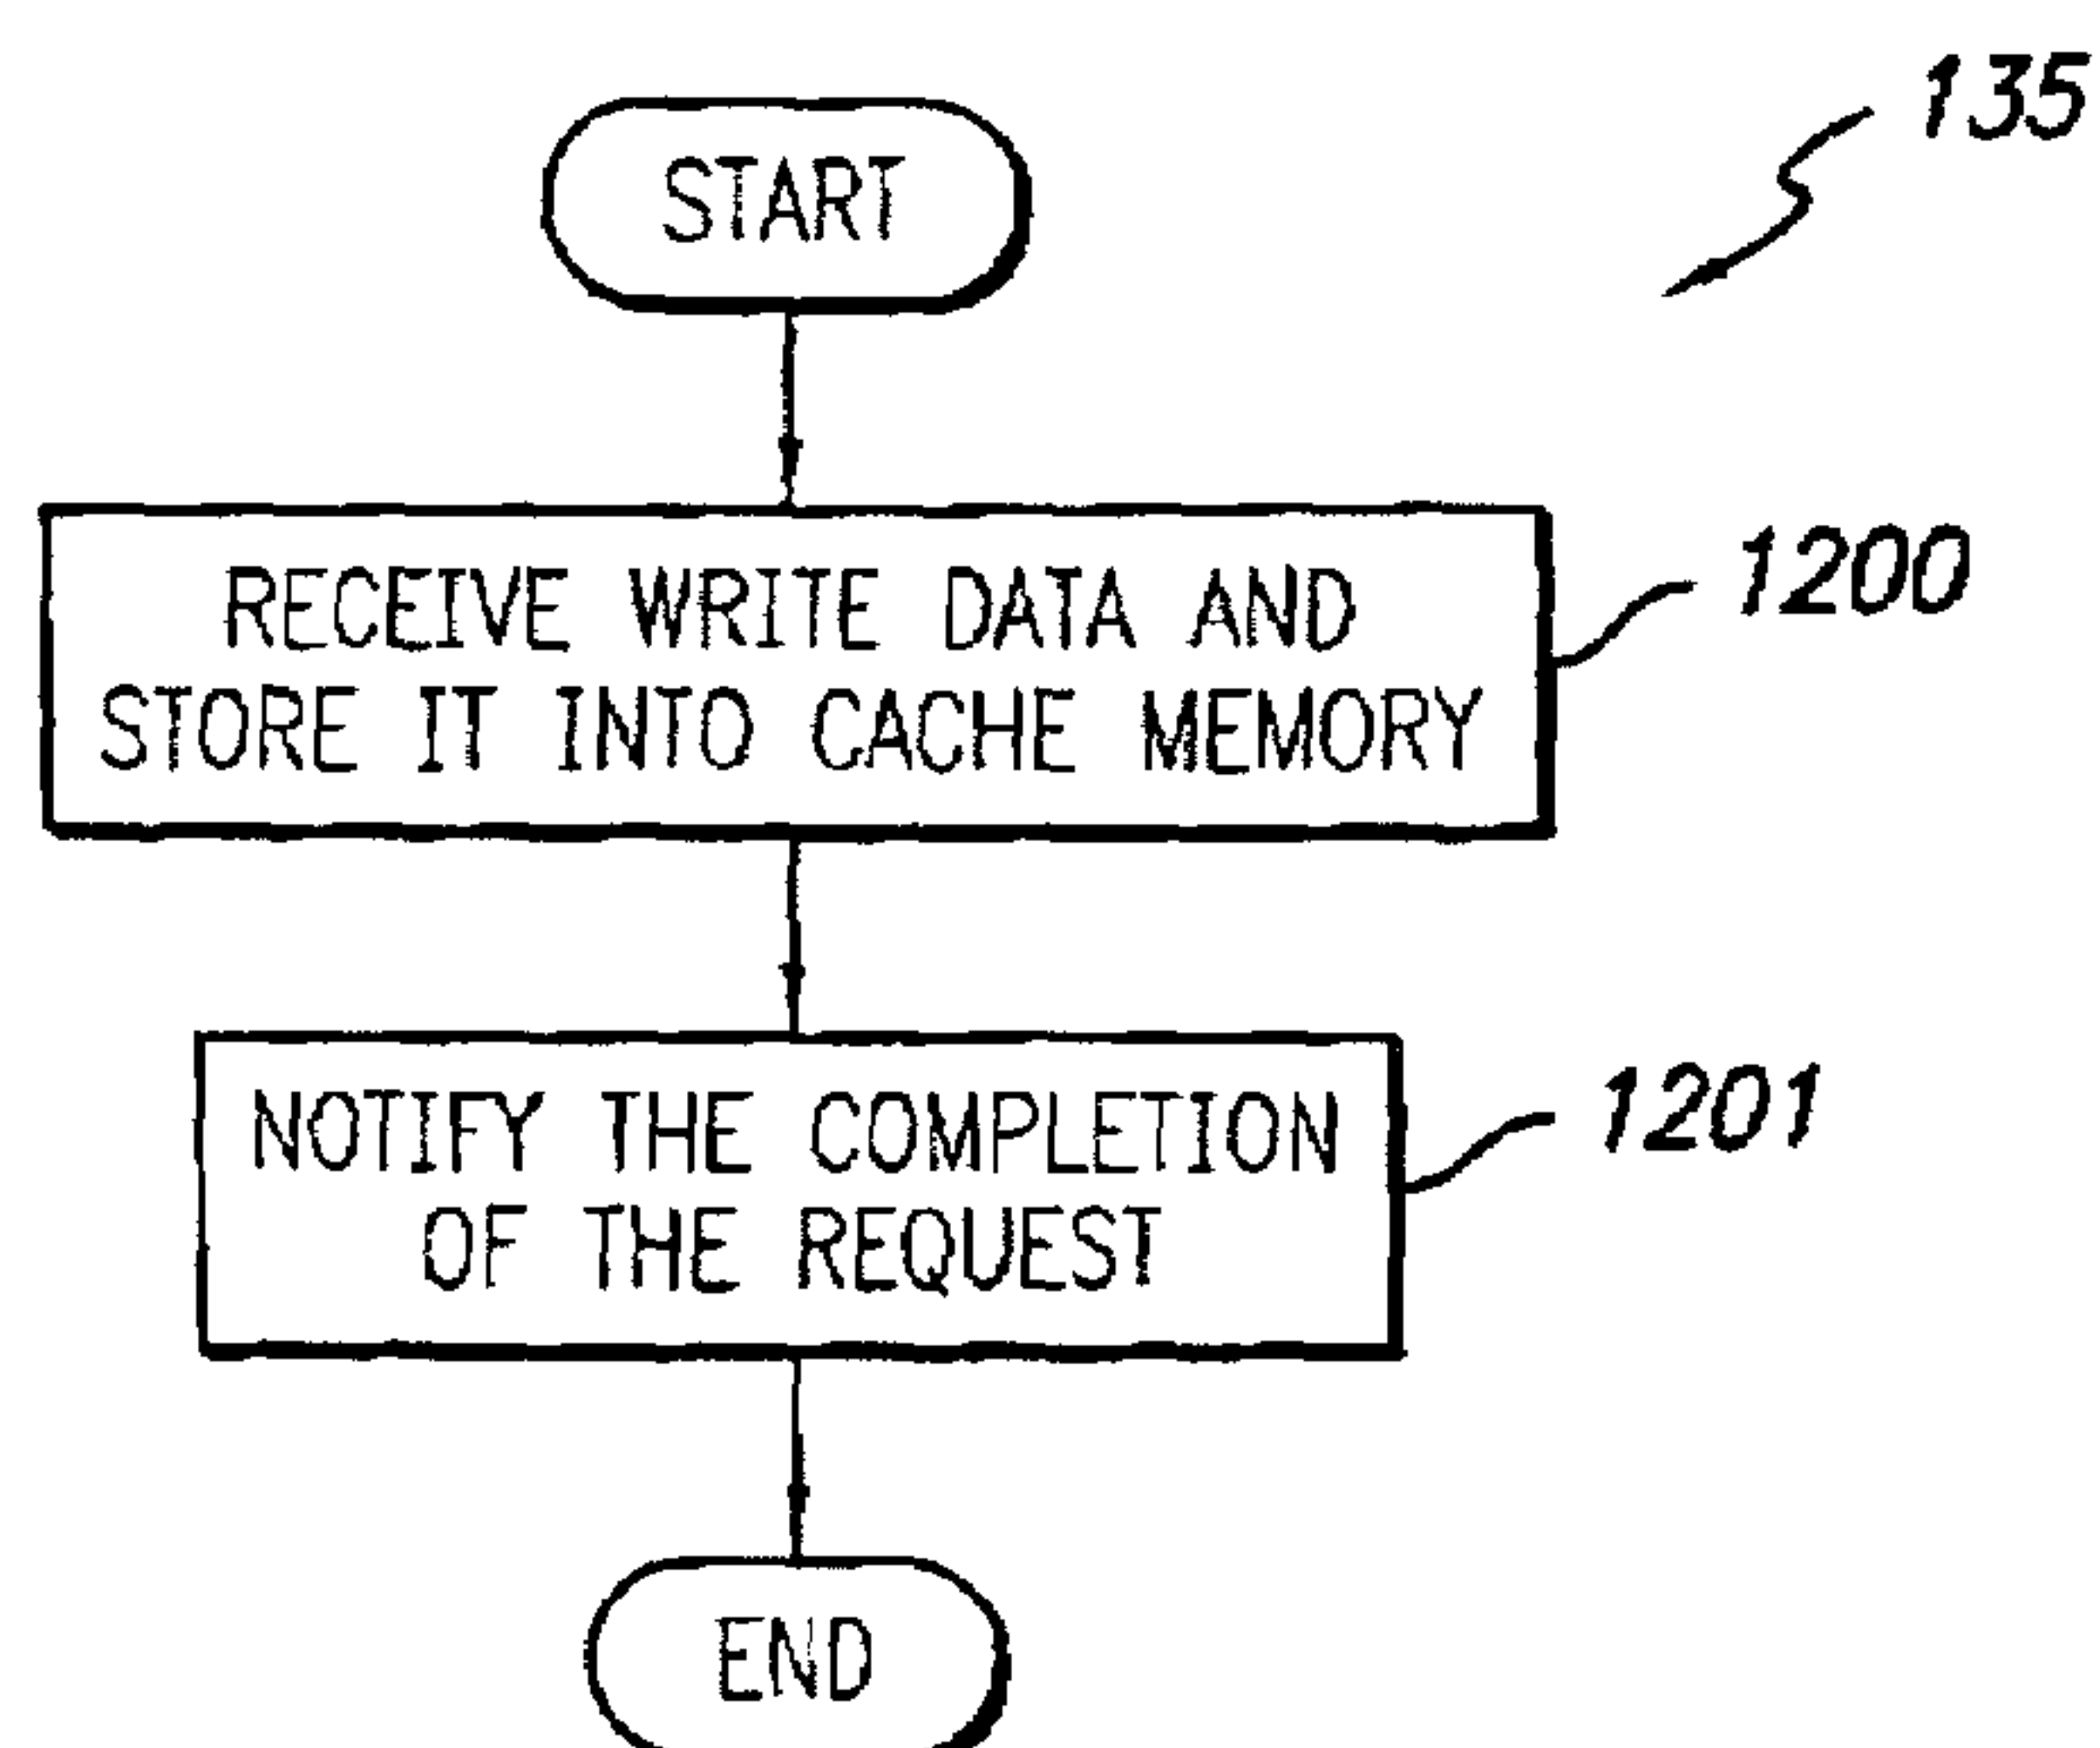 START
135
RECEIVE WRITE DATA AND
STORE IT INTO CACHE MEMORY
1200
NOTIFY THE COMPLETION
OF THE REQUEST
1201
END